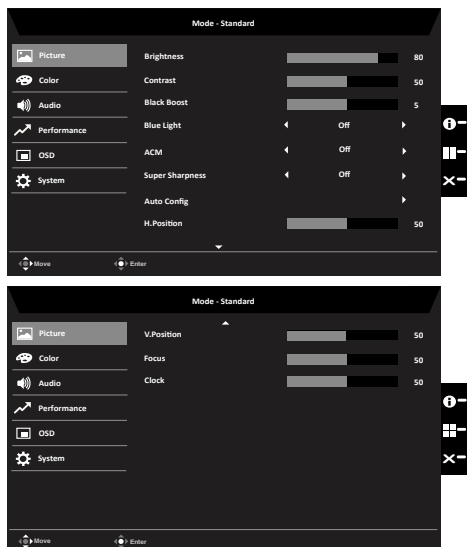 Mode - Standard
Picture
Brightness 80
Color
Contrast 50
Audio
Black Boost 5
Performance
Blue Light Off
OSD
ACM Off
System
Super Sharpness Off
Auto Config
H.Position 50
Move Enter
Mode - Standard
Picture
V.Position 50
Color
Focus 50
Audio
Clock 50
Performance
OSD
System
Move Enter